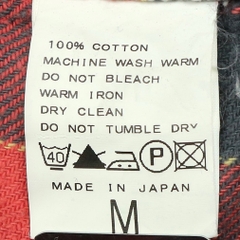 100% COTTON
MACHINE WASH WARM
DO NOT BLEACH
WARM IRON
DRY CLEAN
DO NOT TUMBLE DRY
40 P
MADE IN JAPAN
M